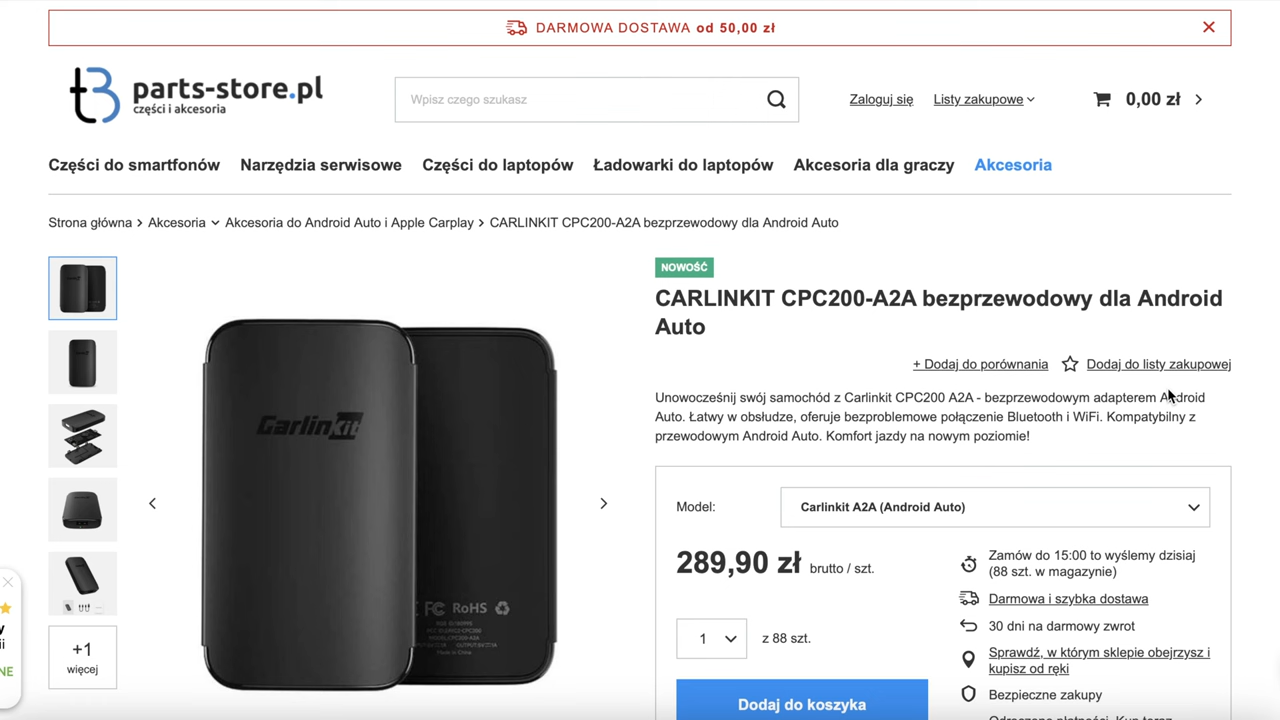 DARMOWA DOSTAWA od 50,00 zł
parts-store.pl
części i akcesoria
Wpisz czego szukasz
Zaloguj się
Listy zakupowe
0,00 zł
Części do smartfonów Narzędzia serwisowe Części do laptopów Ładowarki do laptopów Akcesoria dla graczy Akcesoria
Strona główna > Akcesoria Akcesoria do Android Auto i Apple Carplay > CARLINKIT CPC200-A2A bezprzewodowy dla Android Auto
NOWOŚĆ
CARLINKIT CPC200-A2A bezprzewodowy dla Android
Auto
+ Dodaj do porównania Dodaj do listy zakupowej
Unowocześnij swój samochód z Carlinkit CPC200 A2A - bezprzewodowym adapterem Android
Auto. Łatwy w obsłudze, oferuje bezproblemowe połączenie Bluetooth i WiFi. Kompatybilny z
przewodowym Android Auto. Komfort jazdy na nowym poziomie!
Carlinkit
FC RoHS
Made in China
+1
więcej
Model:
Carlinkit A2A (Android Auto)
289,90 zł brutto / szt.
1
z 88 szt.
Dodaj do koszyka
Zamów do 15:00 to wyślemy dzisiaj
(88 szt. w magazynie)
Darmowa i szybka dostawa
30 dni na darmowy zwrot
Sprawdź, w którym sklepie obejrzysz i
kupisz od ręki
Bezpieczne zakupy